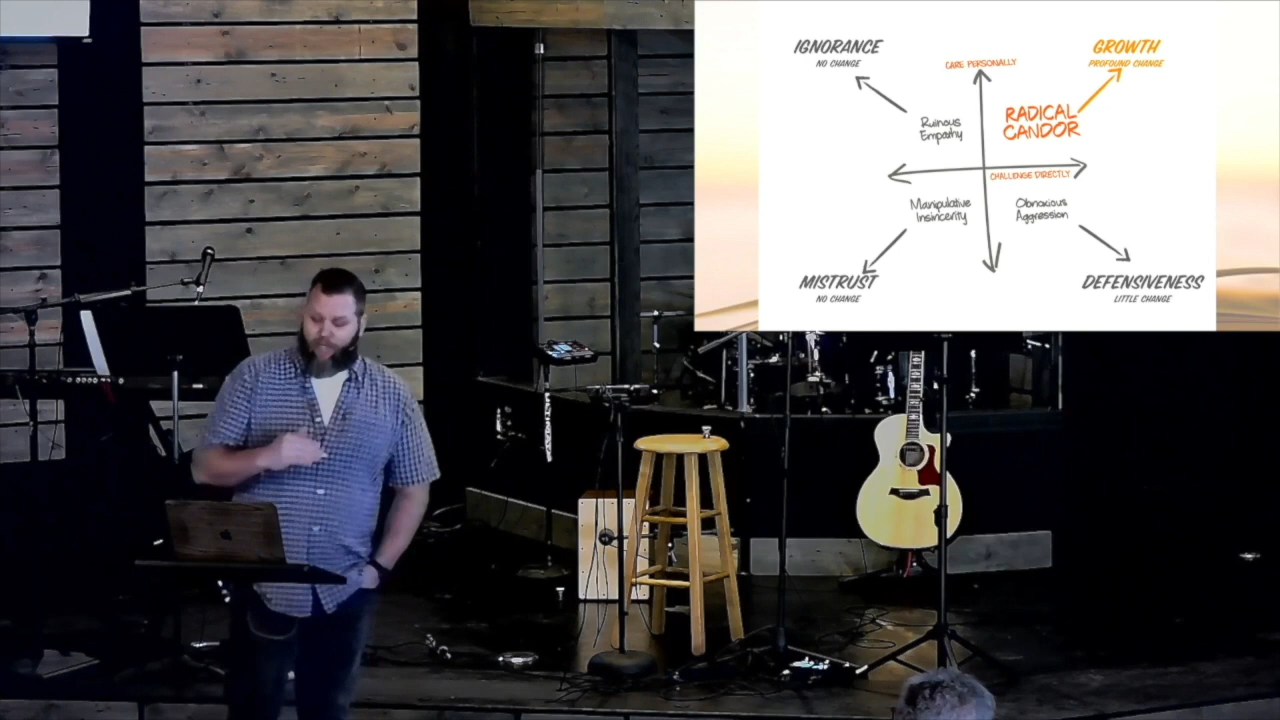 IGNORANCE
NO CHANGE
CARE PERSONALLY
GROWTH
PROFOUND CHANGE
Ruinous
Empathy
RADICAL
CANDOR
CHALLENGE DIRECTLY
Manipulative
Insincerity
Obnoxious
Aggression
MISTRUST
NO CHANGE
DEFENSIVENESS
LITTLE CHANGE